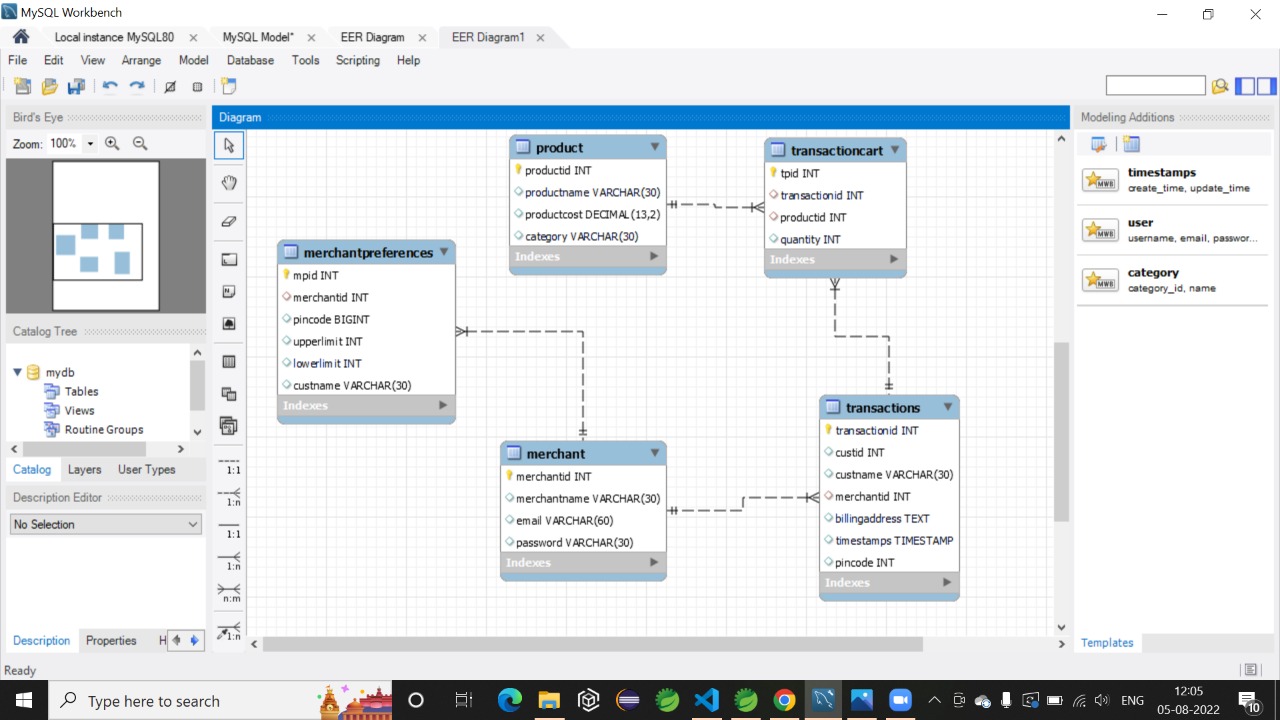 MySQL Workbench
Local instance MySQL80
MySQL Model*
EER Diagram
EER Diagram1
File Edit View Arrange Model Database Tools Scripting Help
Bird's Eye
Zoom: 100%
Catalog Tree
mydb
Tables
Views
Routine Groups
Catalog Layers User Types
Description Editor
No Selection
Description Properties H
Diagram
1:1
1:n
1:1
1:n
n:m
1:n
product
productid INT
productname VARCHAR(30)
productcost DECIMAL(13,2)
category VARCHAR(30)
Indexes
transactioncart
tpid INT
transactionid INT
productid INT
quantity INT
Indexes
merchantpreferences
mpid INT
merchantid INT
pincode BIGINT
upperlimit INT
lowerlimit INT
custname VARCHAR(30)
Indexes
merchant
merchantid INT
merchantname VARCHAR(30)
email VARCHAR(60)
password VARCHAR(30)
Indexes
transactions
transactionid INT
custid INT
custname VARCHAR(30)
merchantid INT
billingaddress TEXT
timestamps TIMESTAMP
pincode INT
Indexes
Modeling Additions
MWB
timestamps
create_time, update_time
MWB
user
username, email, passwor...
MWB
category
category_id, name
Templates
Ready
Type here to search
ENG
12:05
05-08-2022
10